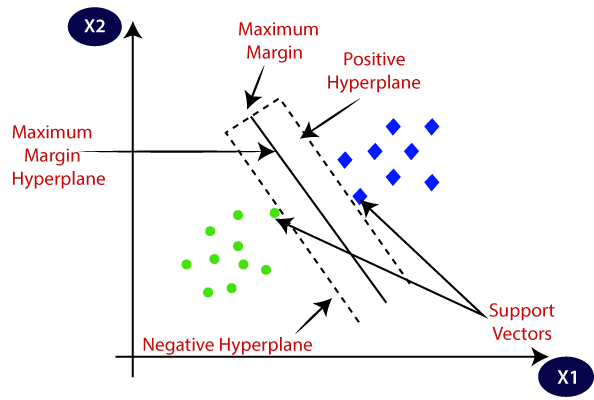 X2
Maximum
Margin
Positive
Hyperplane
Maximum
Margin
Hyperplane
Support
Vectors
Negative Hyperplane
X1